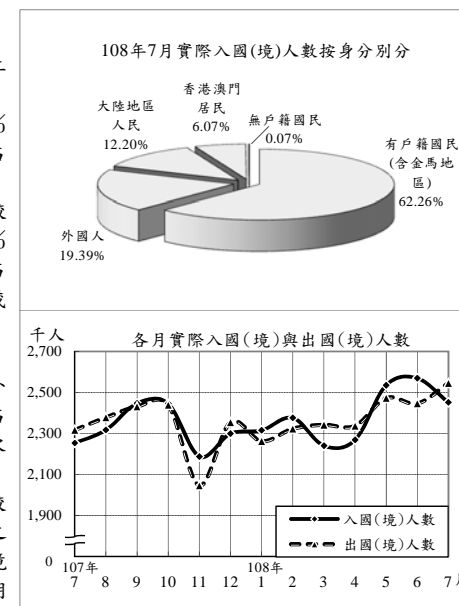 108年7月實際入國(境)人數按身分別分
香港澳門
居民
6.07%
無戶籍國民
0.07%
大陸地區
人民
12.20%
有戶籍國民
(含金馬地
區)
62.26%
外國人
19.39%
千人
各月實際入國(境)與出國(境)人數
2,700
2,500
2,300
2,100
1,900
0
入國(境)人數
出國(境)人數
107年 108年
7 8 9 10 11 12 1 2 3 4 5 6 7月